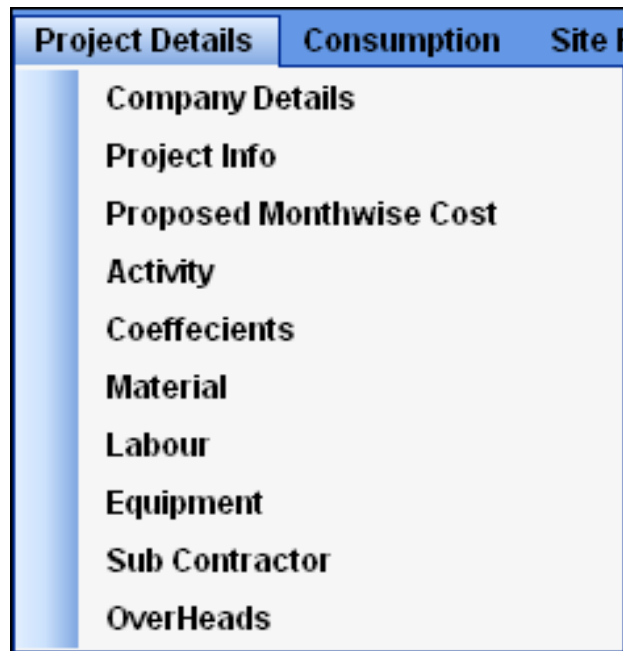 Project Details Consumption Site
Company Details
Project Info
Proposed Monthwise Cost
Activity
Coeffecients
Material
Labour
Equipment
Sub Contractor
OverHeads